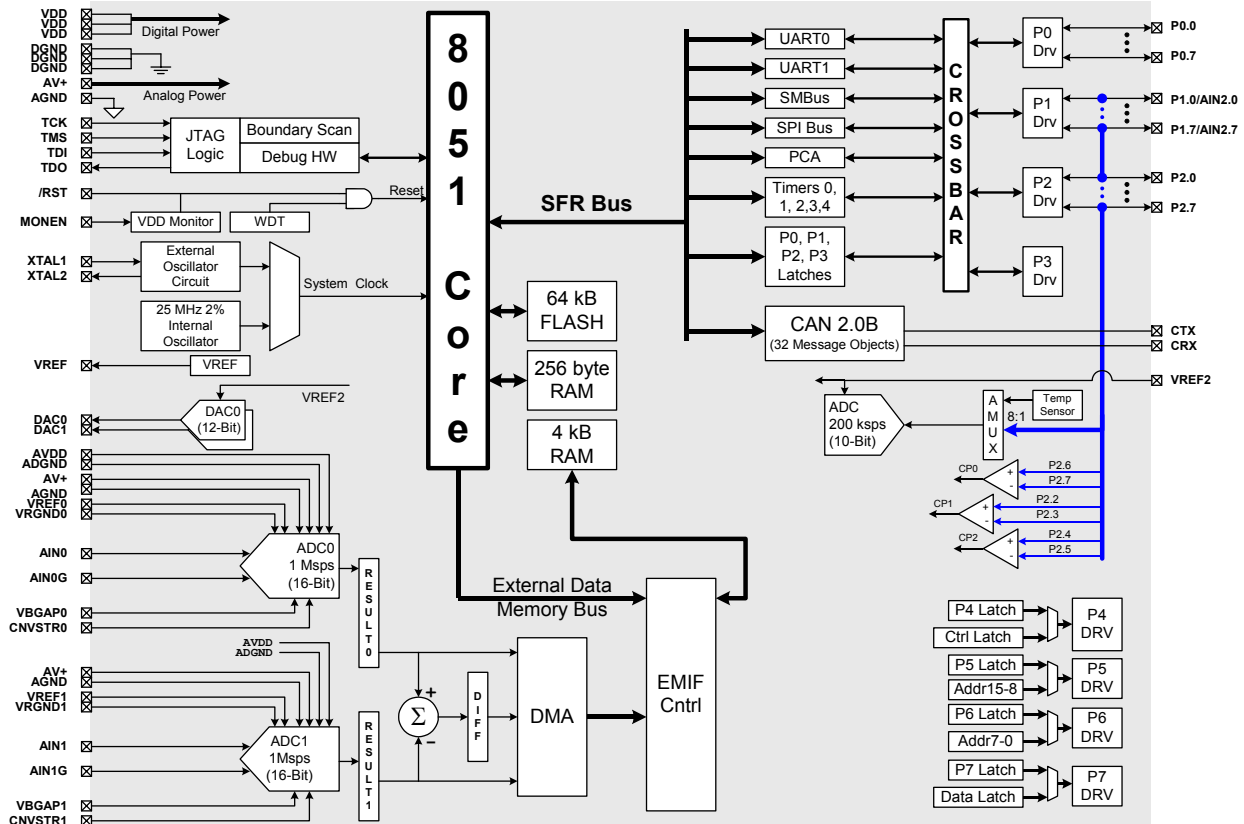 VDD
VDD
VDD
Digital Power
DGND
DGND
DGND
AV+
Analog Power
AGND
TCK
TMS
TDI
TDO
JTAG
Logic
Boundary Scan
Debug HW
/RST
Reset
MONEN
VDD Monitor
WDT
XTAL1
XTAL2
External
Oscillator
Circuit
System Clock
25 MHz 2%
Internal
Oscillator
VREF
VREF
VREF2
DAC0
DAC1
DAC0
(12-Bit)
AVDD
ADGND
AV+
AGND
VREF0
VRGND0
AIN0
AIN0G
VBGAP0
CNVSTR0
ADC0
1 Msps
(16-Bit)
RESULT0
AVDD
ADGND
AV+
AGND
VREF1
VRGND1
AIN1
AIN1G
VBGAP1
CNVSTR1
ADC1
1Msps
(16-Bit)
RESULT1
+
Σ
−
DIFF
DMA
EMIF
Cntrl
External Data
Memory Bus
8051 Core
64 kB
FLASH
256 byte
RAM
4 kB
RAM
SFR Bus
UART0
UART1
SMBus
SPI Bus
PCA
Timers 0,
1, 2,3,4
P0, P1,
P2, P3
Latches
CAN 2.0B
(32 Message Objects)
CROSSBAR
P0
Drv
P1
Drv
P2
Drv
P3
Drv
P0.0
P0.7
P1.0/AIN2.0
P1.7/AIN2.7
P2.0
P2.7
CTX
CRX
VREF2
ADC
200 ksps
(10-Bit)
AMUX
8:1
Temp
Sensor
CP0
+
-
P2.6
P2.7
CP1
+
-
P2.2
P2.3
CP2
+
-
P2.4
P2.5
P4 Latch
Ctrl Latch
P4
DRV
P5 Latch
Addr15-8
P5
DRV
P6 Latch
Addr7-0
P6
DRV
P7 Latch
Data Latch
P7
DRV